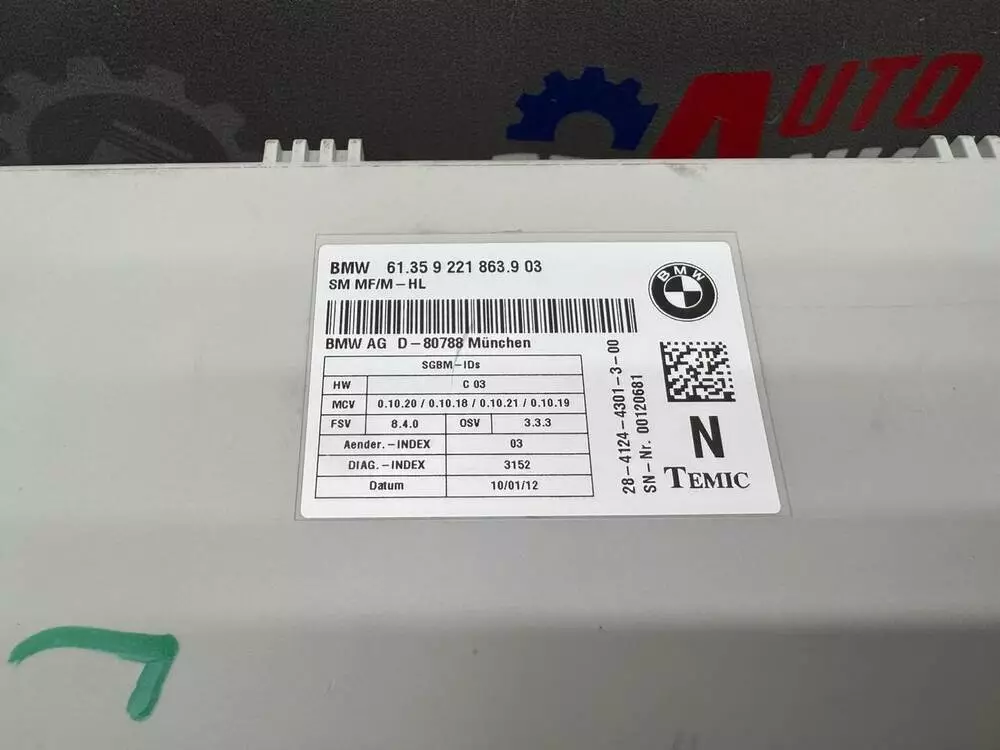 AUTO
BMW 61.35 9 221 863.9 03
SM MF/M-HL
BMW
BMW AG D-80788 München
SGBM-IDs
HW C 03
MCV 0.10.20 / 0.10.18 / 0.10.21 / 0.10.19
FSV 8.4.0 OSV 3.3.3
Aender.-INDEX 03
DIAG.-INDEX 3152
Datum 10/01/12
28-4124-4301-3-00
SN-Nr. 00120681
N
TEMIC